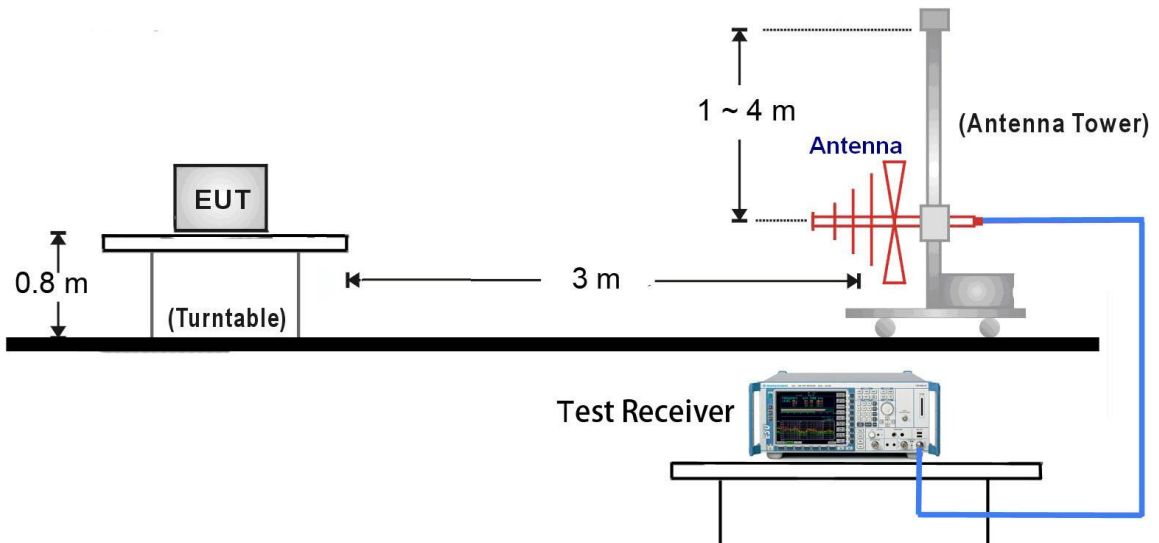 1 ~ 4 m
(Antenna Tower)
Antenna
EUT
0.8 m
3 m
(Turntable)
Test Receiver